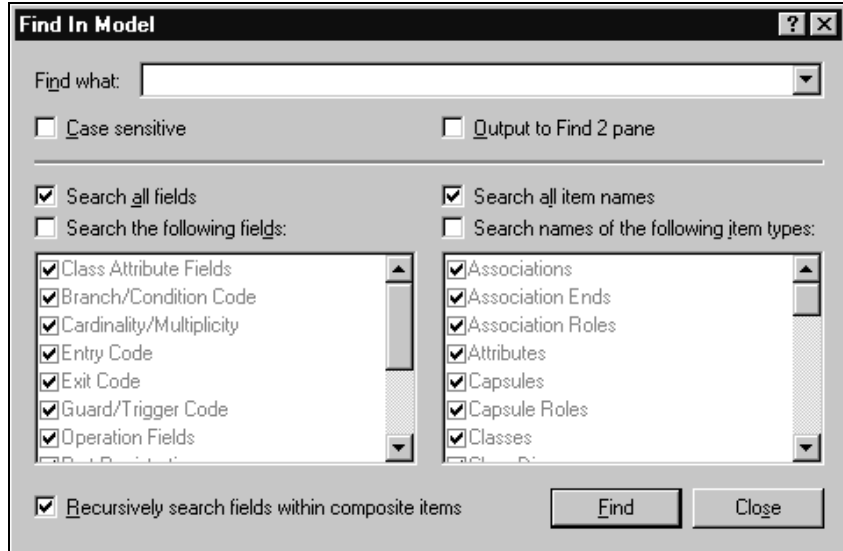 Find In Model
Find what:
Case sensitive
Output to Find 2 pane
Search all fields
Search all item names
Search the following fields:
Search names of the following item types:
Class Attribute Fields
Branch/Condition Code
Cardinality/Multiplicity
Entry Code
Exit Code
Guard/Trigger Code
Operation Fields
Associations
Association Ends
Association Roles
Attributes
Capsules
Capsule Roles
Classes
Recursively search fields within composite items
Find
Close